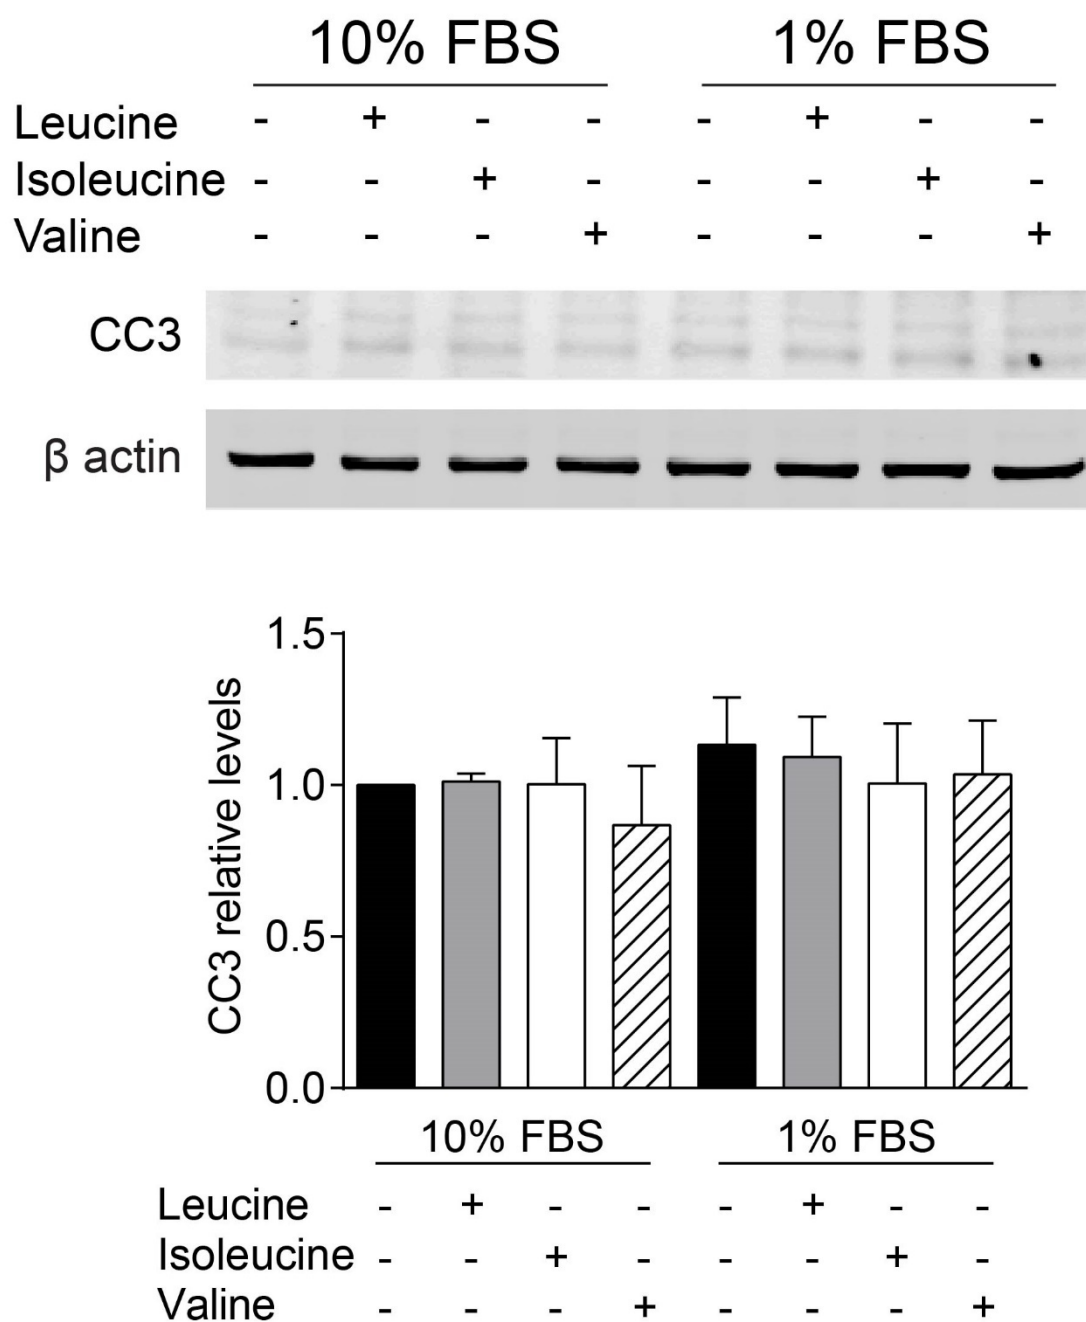 10% FBS 1% FBS
Leucine - + - - - + - -
Isoleucine - - + - - - + -
Valine - - - + - - - +
CC3
β actin
1.5
1.0
0.5
0.0
CC3 relative levels
10% FBS 1% FBS
Leucine - + - - - + - -
Isoleucine - - + - - - + -
Valine - - - + - - - +